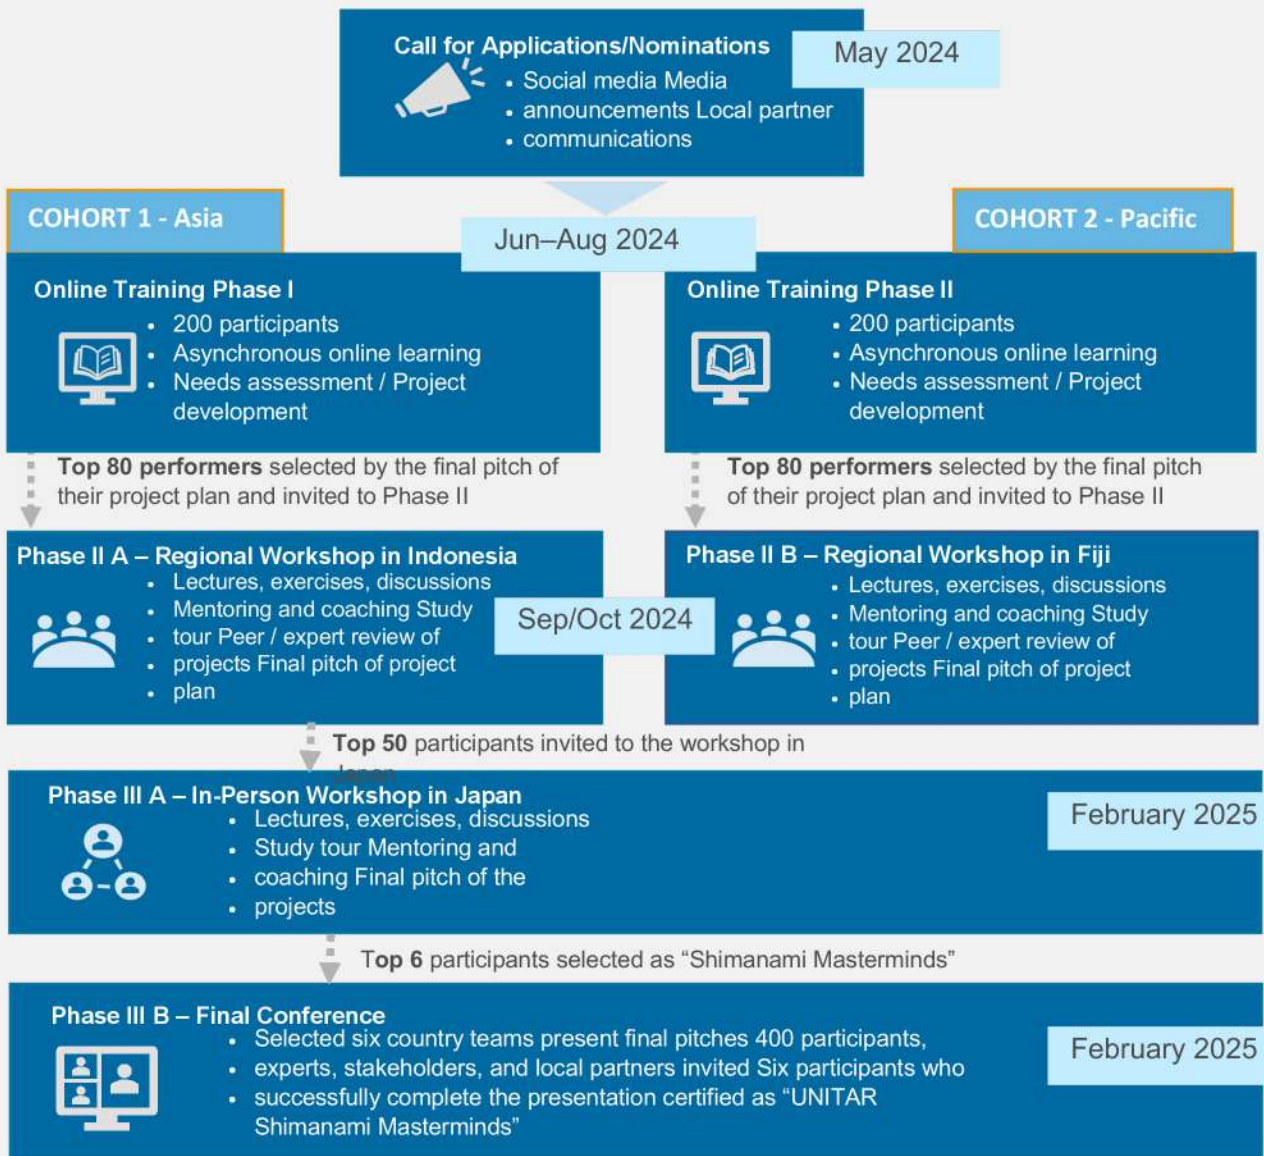 Call for Applications/Nominations
May 2024
• Social media Media
• announcements Local partner
• communications
COHORT 1 - Asia
Jun–Aug 2024
COHORT 2 - Pacific
Online Training Phase I
• 200 participants
• Asynchronous online learning
• Needs assessment / Project
development
Online Training Phase II
• 200 participants
• Asynchronous online learning
• Needs assessment / Project
development
Top 80 performers selected by the final pitch of
their project plan and invited to Phase II
Top 80 performers selected by the final pitch
of their project plan and invited to Phase II
Phase II A – Regional Workshop in Indonesia
• Lectures, exercises, discussions
• Mentoring and coaching Study
• tour Peer / expert review of
• projects Final pitch of project
• plan
Sep/Oct 2024
Phase II B – Regional Workshop in Fiji
• Lectures, exercises, discussions
• Mentoring and coaching Study
• tour Peer / expert review of
• projects Final pitch of project
• plan
Top 50 participants invited to the workshop in
Japan
Phase III A – In-Person Workshop in Japan
• Lectures, exercises, discussions
• Study tour Mentoring and
• coaching Final pitch of the
• projects
February 2025
Top 6 participants selected as “Shimanami Masterminds”
Phase III B – Final Conference
• Selected six country teams present final pitches 400 participants,
• experts, stakeholders, and local partners invited Six participants who
• successfully complete the presentation certified as “UNITAR
Shimanami Masterminds”
February 2025